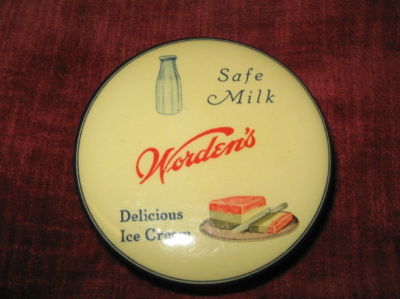 Safe
Milk
Worden's
Delicious
Ice Cream